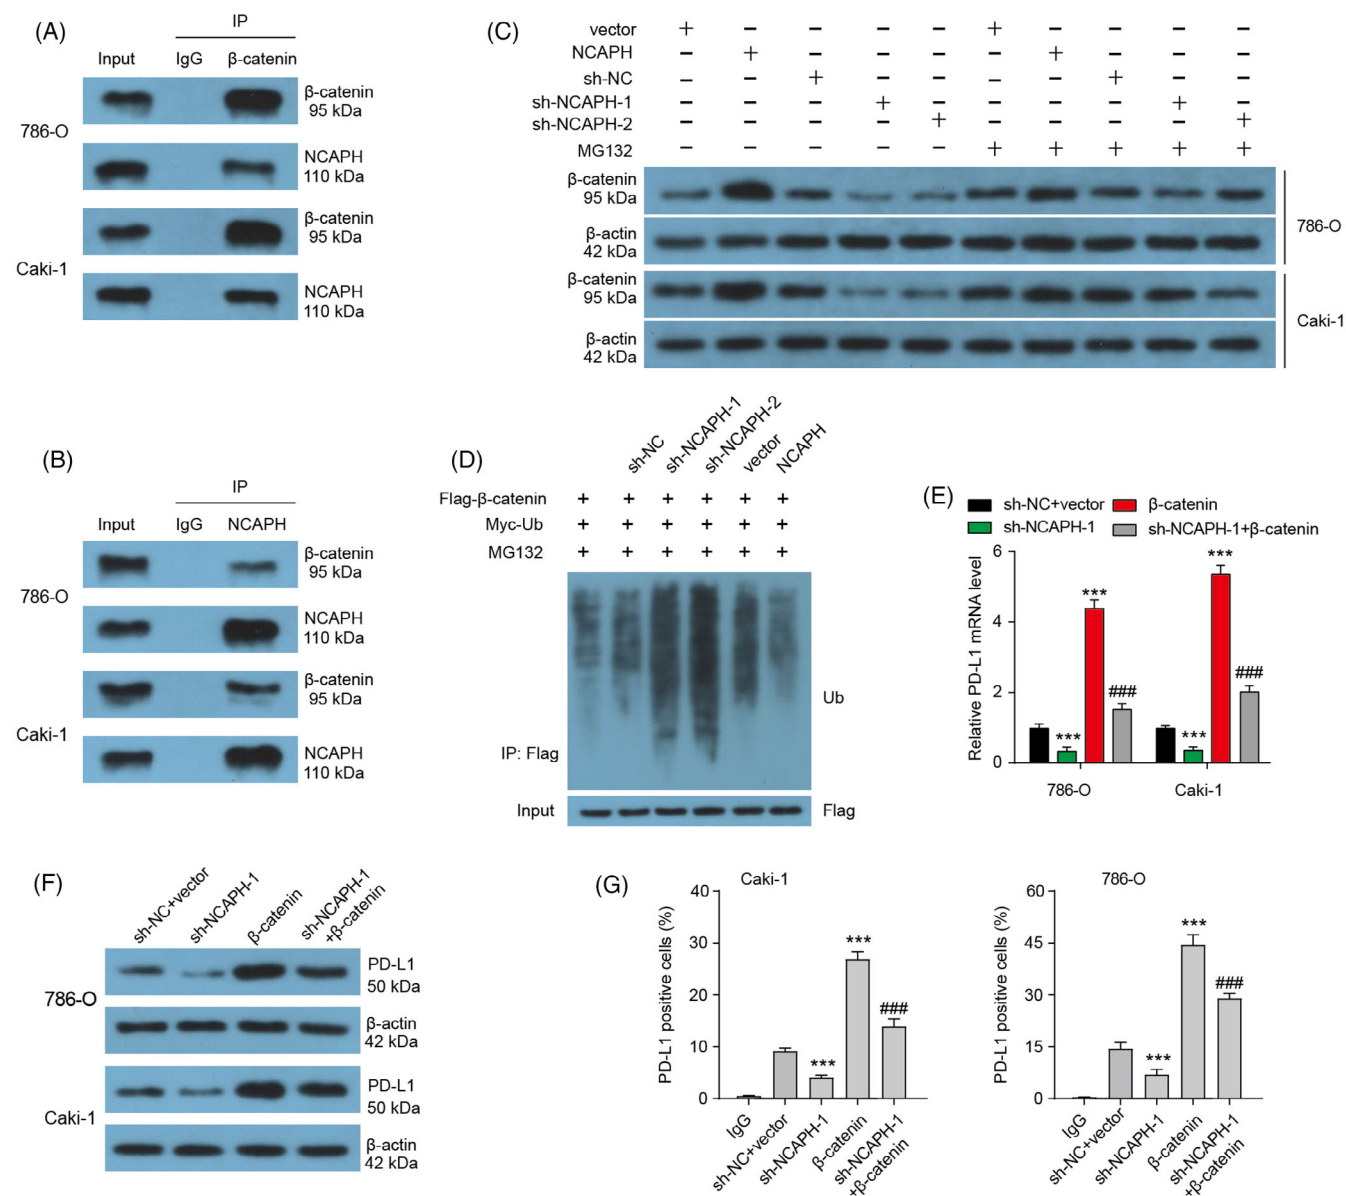 (A)
IP
Input IgG β-catenin
786-O
β-catenin
95 kDa
NCAPH
110 kDa
Caki-1
β-catenin
95 kDa
NCAPH
110 kDa
(B)
IP
Input IgG NCAPH
786-O
β-catenin
95 kDa
NCAPH
110 kDa
Caki-1
β-catenin
95 kDa
NCAPH
110 kDa
(C)
vector + − − − − + − − − −
NCAPH − + − − − − + − − −
sh-NC − − + − − − − + − −
sh-NCAPH-1 − − − + − − − − + −
sh-NCAPH-2 − − − − + − − − − +
MG132 − − − − − + + + + +
β-catenin
95 kDa
β-actin
42 kDa
786-O
β-catenin
95 kDa
β-actin
42 kDa
Caki-1
(D)
sh-NC
sh-NCAPH-1
sh-NCAPH-2
vector
NCAPH
Flag-β-catenin + + + + + +
Myc-Ub + + + + + +
MG132 + + + + + +
IP: Flag
Ub
Input
Flag
(E)
sh-NC+vector
β-catenin
sh-NCAPH-1
sh-NCAPH-1+β-catenin
Relative PD-L1 mRNA level
6
4
2
0
***
***
###
***
***
###
786-O
Caki-1
(F)
sh-NC+vector
sh-NCAPH-1
β-catenin
sh-NCAPH-1
+β-catenin
786-O
PD-L1
50 kDa
β-actin
42 kDa
Caki-1
PD-L1
50 kDa
β-actin
42 kDa
(G)
Caki-1
PD-L1 positive cells (%)
40
30
20
10
0
***
***
###
IgG
sh-NC+vector
sh-NCAPH-1
β-catenin
sh-NCAPH-1
+β-catenin
786-O
PD-L1 positive cells (%)
60
45
30
15
0
***
***
###
IgG
sh-NC+vector
sh-NCAPH-1
β-catenin
sh-NCAPH-1
+β-catenin